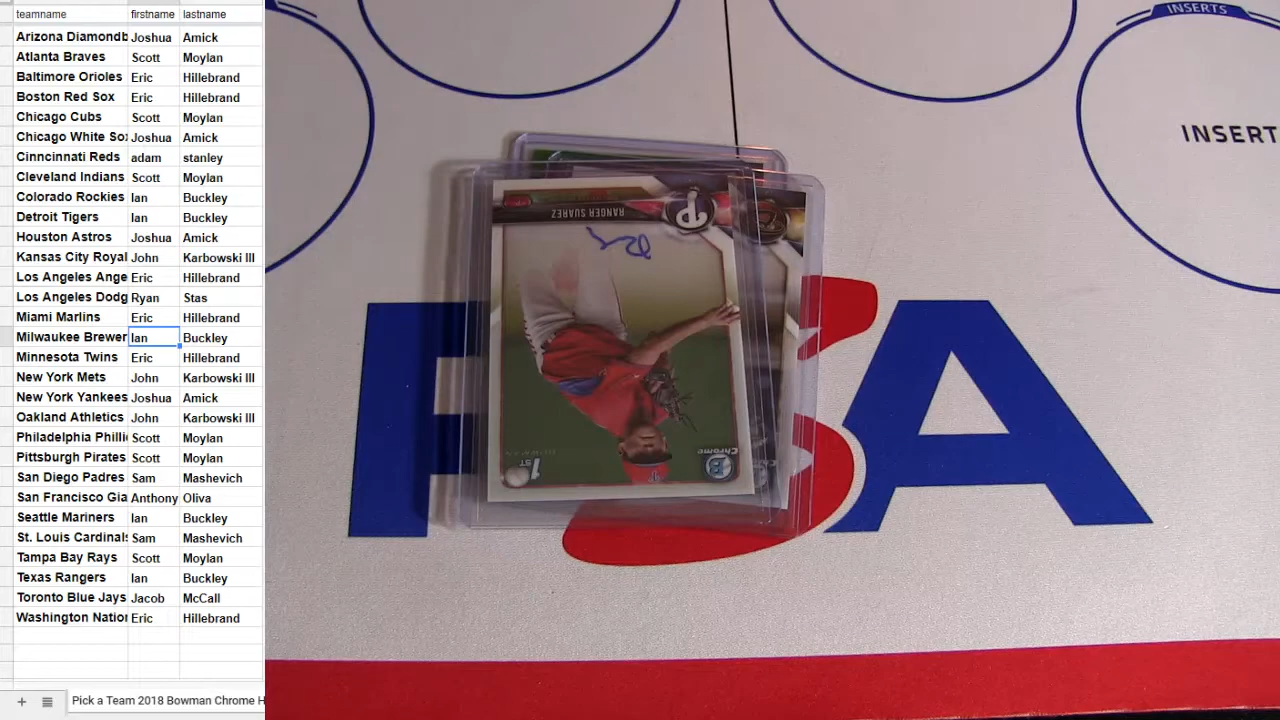 teamname firstname lastname
Arizona Diamondb Joshua Amick
Atlanta Braves Scott Moylan
Baltimore Orioles Eric Hillebrand
Boston Red Sox Eric Hillebrand
Chicago Cubs Scott Moylan
Chicago White Sox Joshua Amick
Cinncinnati Reds adam stanley
Cleveland Indians Scott Moylan
Colorado Rockies Ian Buckley
Detroit Tigers Ian Buckley
Houston Astros Joshua Amick
Kansas City Royal John Karbowski III
Los Angeles Ange Eric Hillebrand
Los Angeles Dodg Ryan Stas
Miami Marlins Eric Hillebrand
Milwaukee Brewer Ian Buckley
Minnesota Twins Eric Hillebrand
New York Mets John Karbowski III
New York Yankees Joshua Amick
Oakland Athletics John Karbowski III
Philadelphia Philli Scott Moylan
Pittsburgh Pirates Scott Moylan
San Diego Padres Sam Mashevich
San Francisco Gia Anthony Oliva
Seattle Mariners Ian Buckley
St. Louis Cardinals Sam Mashevich
Tampa Bay Rays Scott Moylan
Texas Rangers Ian Buckley
Toronto Blue Jays Jacob McCall
Washington Nation Eric Hillebrand
Pick a Team 2018 Bowman Chrome H
INSERTS
INSERT
RANGER SUAREZ
P
Chrome
B
1ST
BOWMAN
PSA